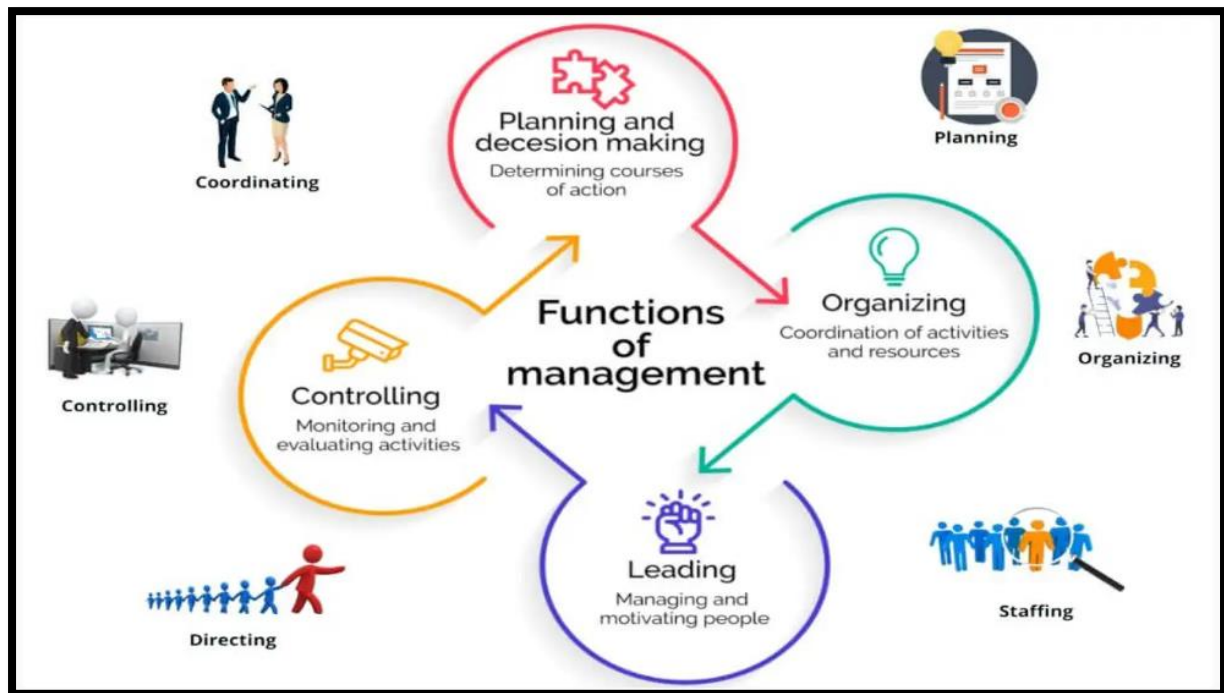 Planning and
decesion making
Determining courses
of action
Planning
Coordinating
Functions
of
management
Organizing
Coordination of activities
and resources
Organizing
Controlling
Monitoring and
evaluating activities
Controlling
Leading
Managing and
motivating people
Staffing
Directing